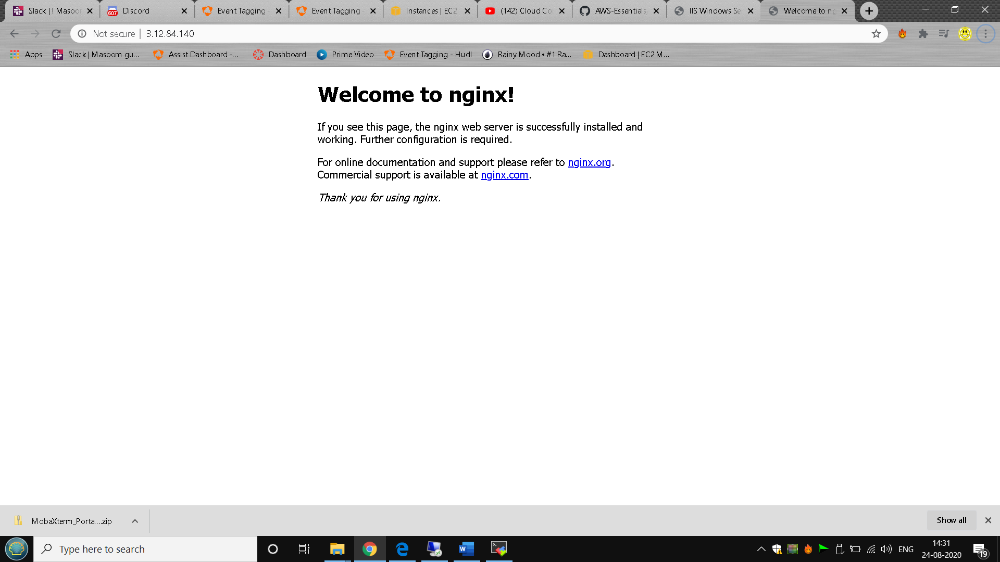 Slack | ! Masoo
Discord
Event Tagging -
Event Tagging -
Instances | EC2
(142) Cloud Co
AWS-Essentials
IIS Windows Se
Welcome to ng
Not secure | 3.12.84.140
Apps
Slack | Masoom gu...
Assist Dashboard -...
Dashboard
Prime Video
Event Tagging - Hudl
Rainy Mood • #1 Ra...
Dashboard | EC2 M...
Welcome to nginx!
If you see this page, the nginx web server is successfully installed and
working. Further configuration is required.
For online documentation and support please refer to nginx.org.
Commercial support is available at nginx.com.
Thank you for using nginx.
MobaXterm_Porta....zip
Show all
Type here to search
ENG
14:31
24-08-2020
19
607